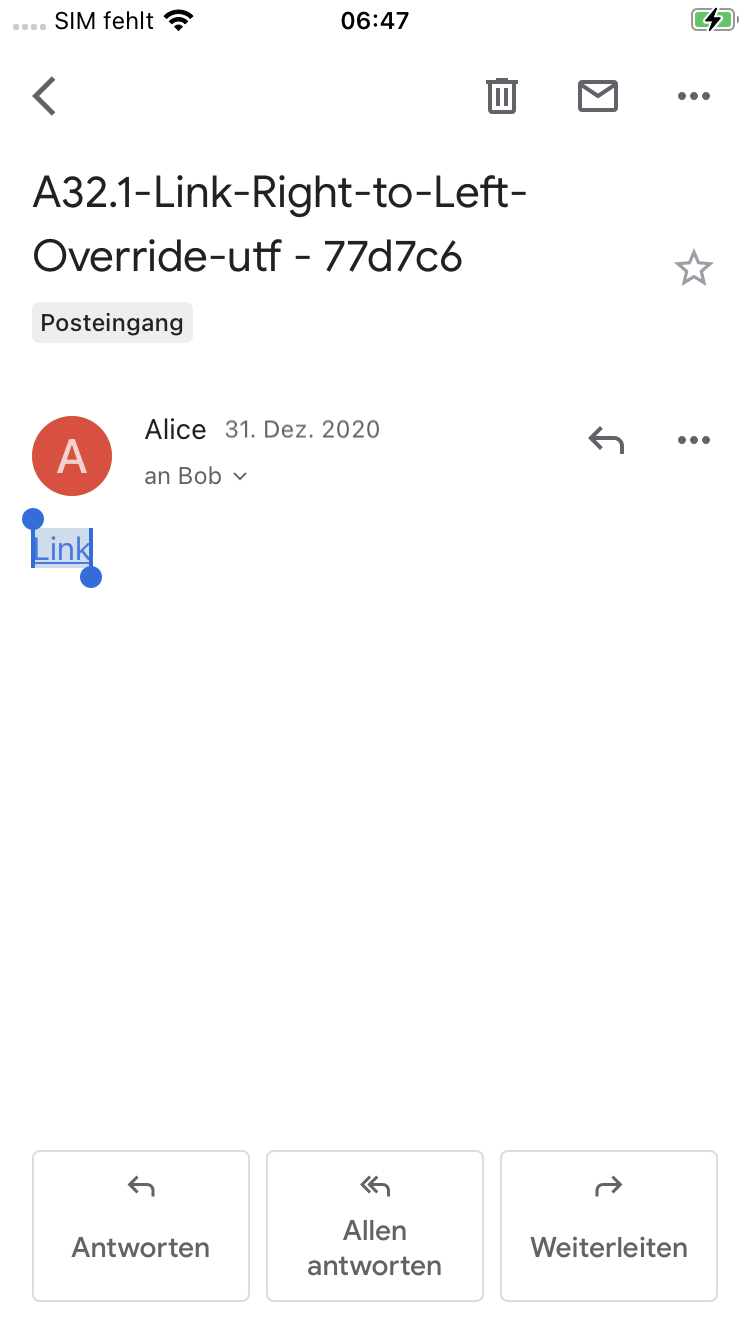 SIM fehlt 06:47
A32.1-Link-Right-to-Left-
Override-utf - 77d7c6
Posteingang
A
Alice 31. Dez. 2020
an Bob
Link
Antworten
Allen
antworten
Weiterleiten